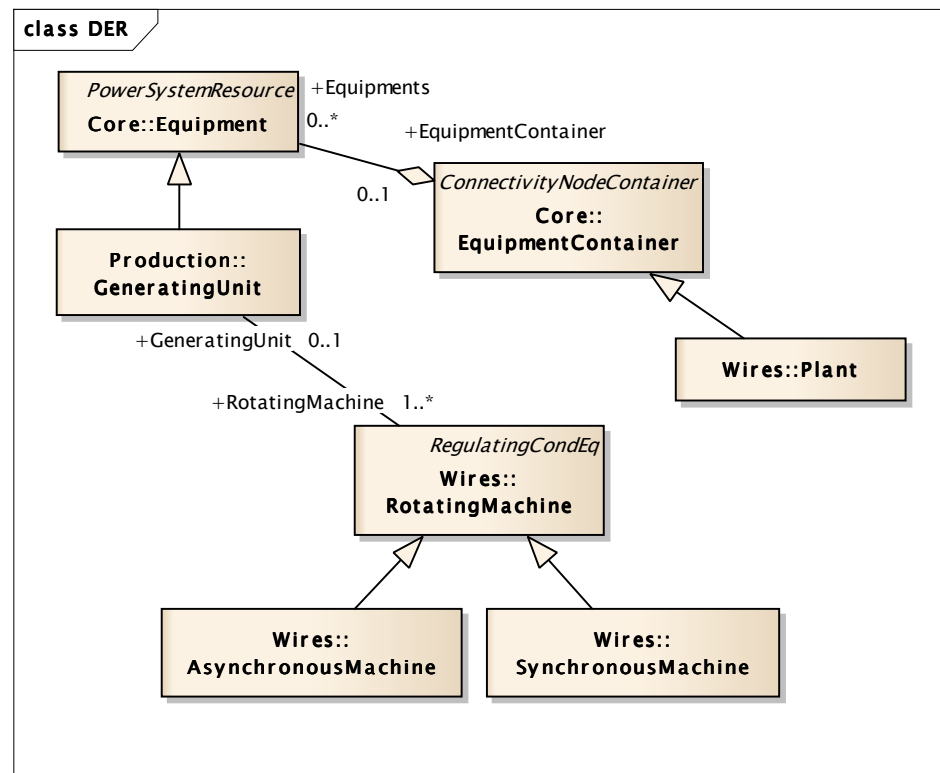 class DER
PowerSystemResource
Core::Equipment
+Equipments
0..*
+EquipmentContainer
0..1
ConnectivityNodeContainer
Core::
EquipmentContainer
Production::
GeneratingUnit
+GeneratingUnit 0..1
Wires::Plant
+RotatingMachine 1..*
RegulatingCondEq
Wires::
RotatingMachine
Wires::
AsynchronousMachine
Wires::
SynchronousMachine